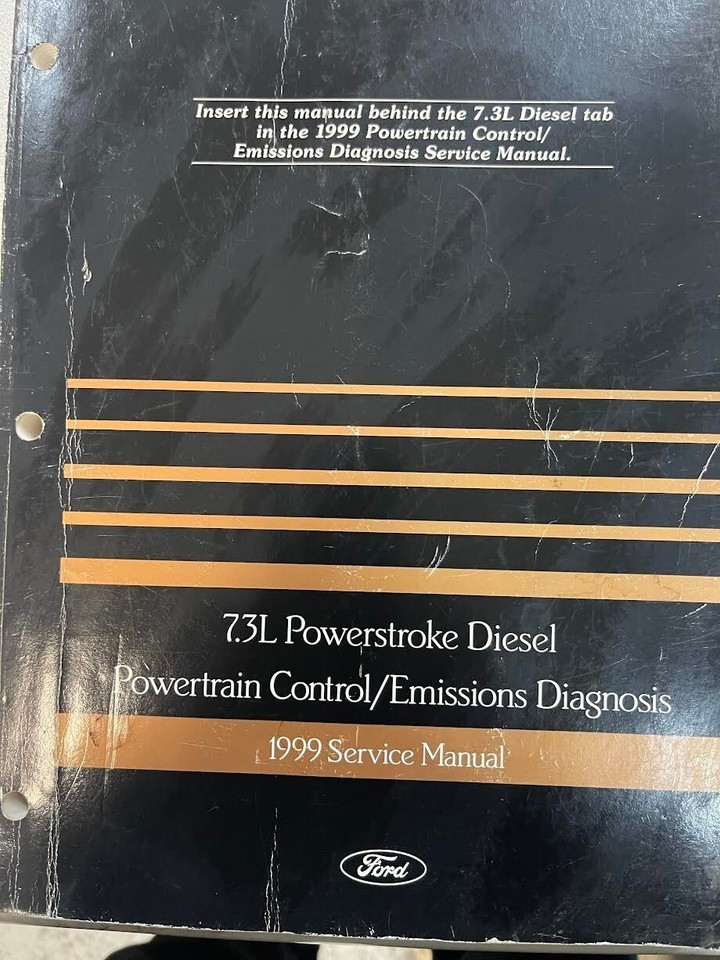 Insert this manual behind the 7.3L Diesel tab
in the 1999 Powertrain Control/
Emissions Diagnosis Service Manual.
7.3L Powerstroke Diesel
Powertrain Control/Emissions Diagnosis
1999 Service Manual
Ford